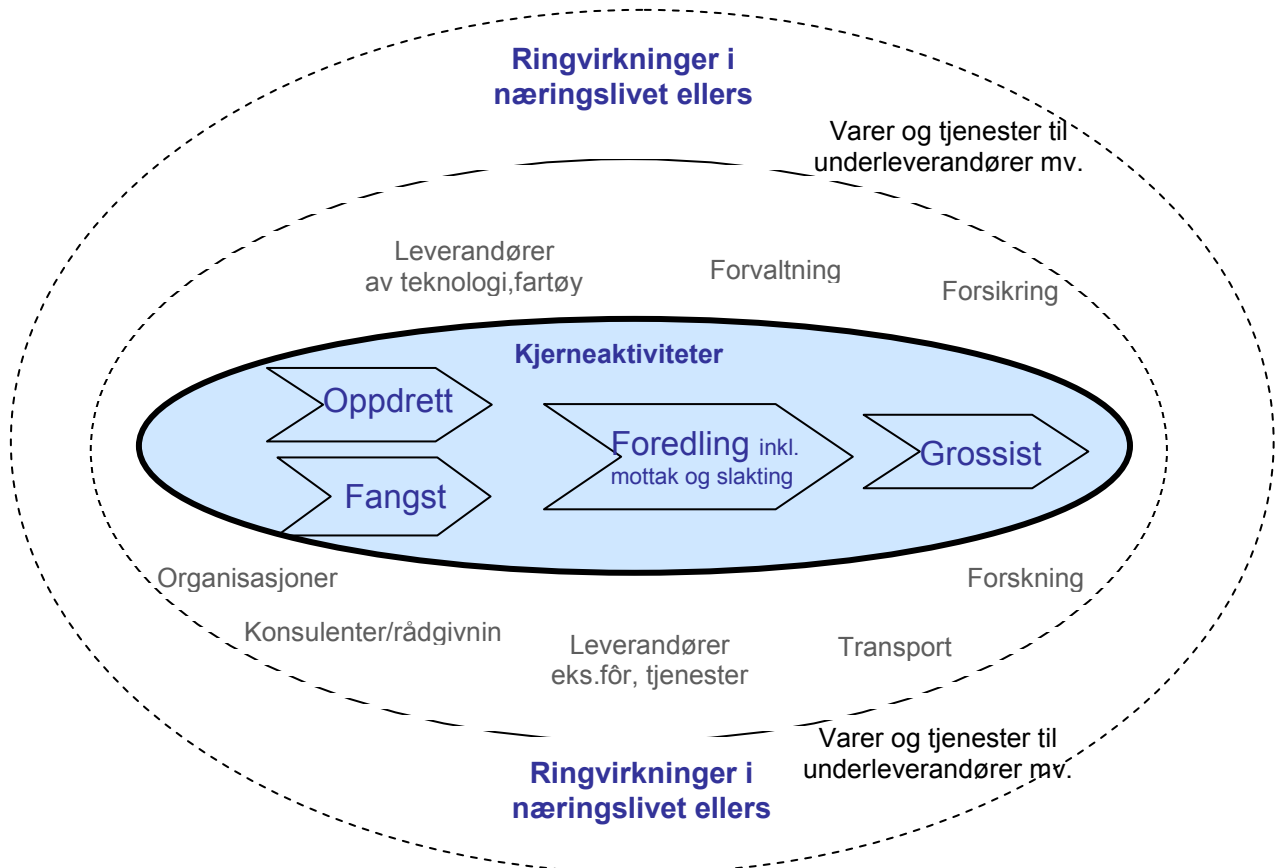 Ringvirkninger i
næringslivet ellers
Varer og tjenester til
underleverandører mv.
Leverandører
av teknologi,fartøy
Forvaltning
Forsikring
Kjerneaktiviteter
Oppdrett
Fangst
Foredling inkl.
mottak og slakting
Grossist
Organisasjoner
Forskning
Konsulenter/rådgivnin
Leverandører
eks.fôr, tjenester
Transport
Varer og tjenester til
underleverandører mv.
Ringvirkninger i
næringslivet ellers